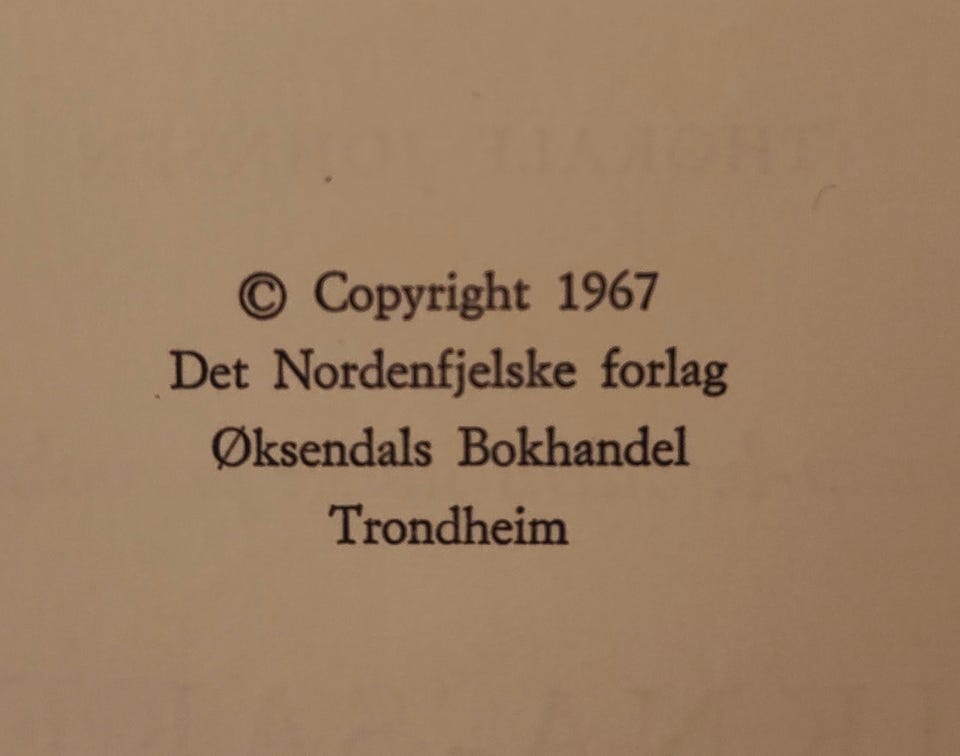 © Copyright 1967
Det Nordenfjelske forlag
Øksendals Bokhandel
Trondheim